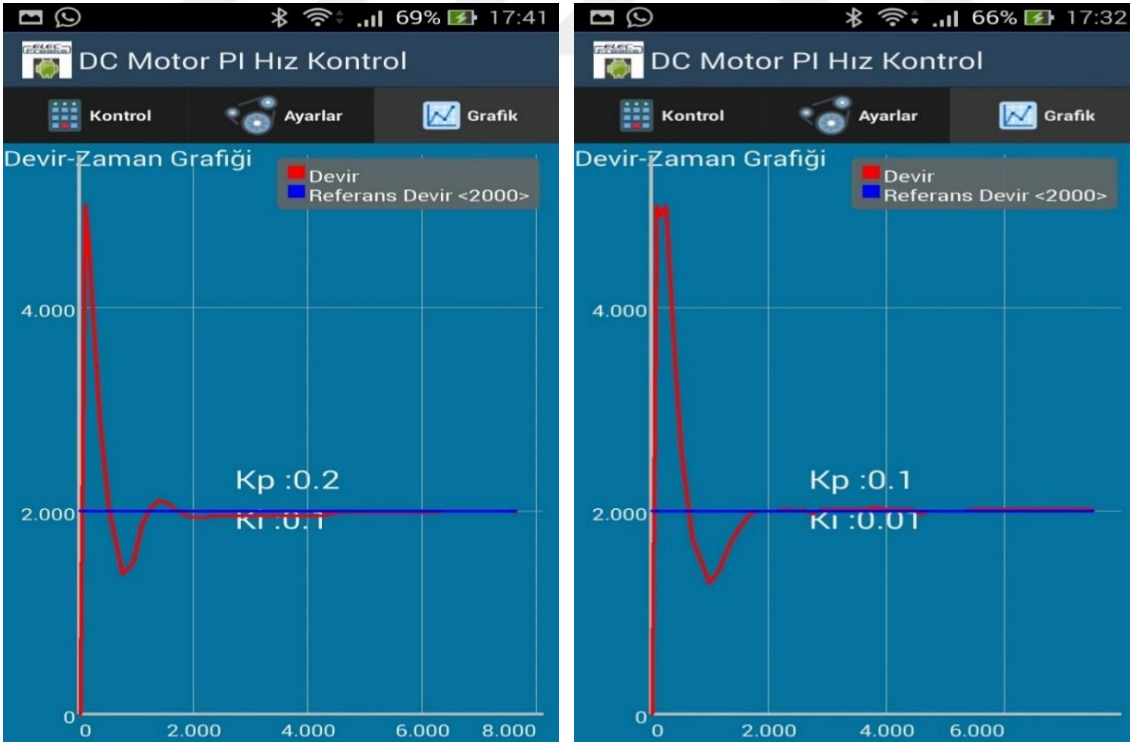 69% 17:41
DC Motor PI Hız Kontrol
Kontrol Ayarlar Grafik
Devir-Zaman Grafiği
Devir
Referans Devir <2000>
4.000
Kp :0.2
2.000
Ki :0.1
0
0 2.000 4.000 6.000 8.000
66% 17:32
DC Motor PI Hız Kontrol
Kontrol Ayarlar Grafik
Devir-Zaman Grafiği
Devir
Referans Devir <2000>
4.000
Kp :0.1
2.000
Ki :0.01
0
0 2.000 4.000 6.000